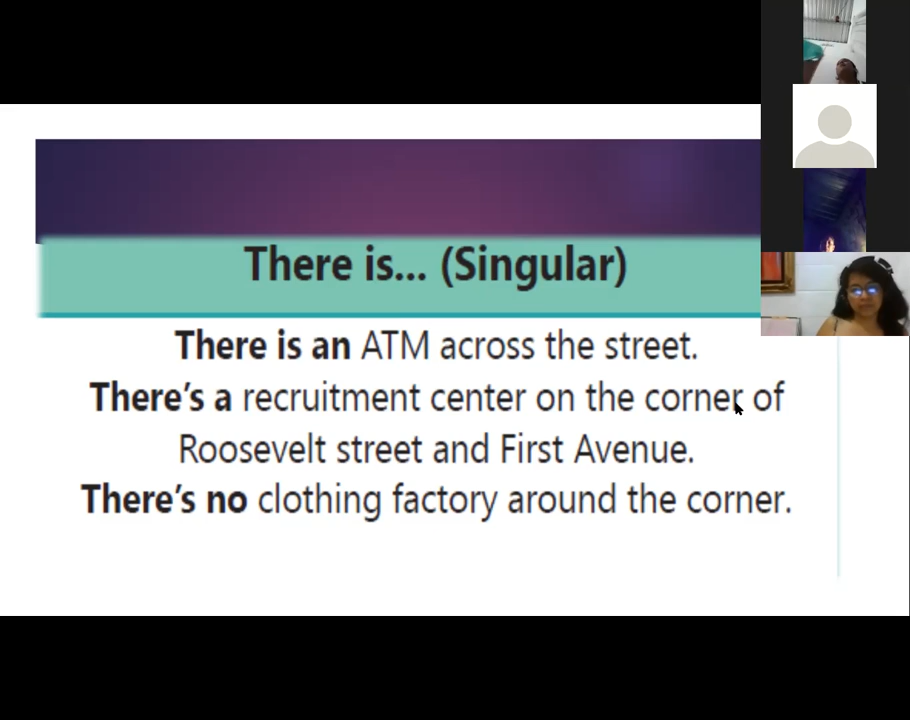 There is... (Singular)
There is an ATM across the street.
There's a recruitment center on the corner of
Roosevelt street and First Avenue.
There's no clothing factory around the corner.